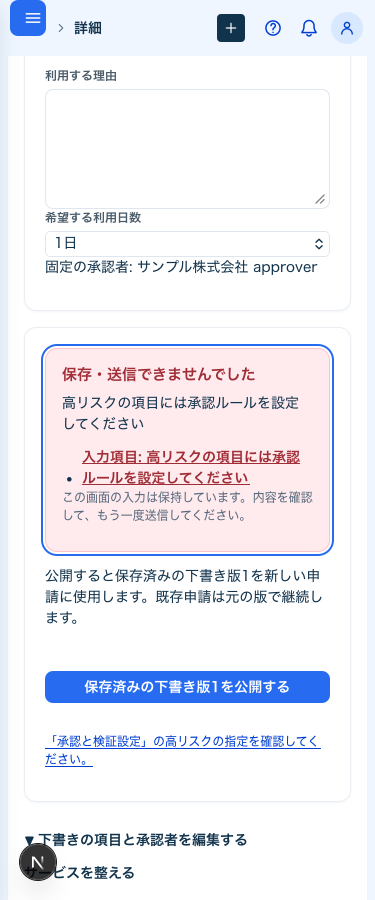 詳細
利用する理由
希望する利用日数
1日
固定の承認者: サンプル株式会社 approver
保存・送信できませんでした
高リスクの項目には承認ルールを設定
してください
入力項目: 高リスクの項目には承認
ルールを設定してください
この画面の入力は保持しています。内容を確認
して、もう一度送信してください。
公開すると保存済みの下書き版1を新しい申
請に使用します。既存申請は元の版で継続し
ます。
保存済みの下書き版1を公開する
「承認と検証設定」の高リスクの指定を確認してく
ださい。
▼下書きの項目と承認者を編集する
サービスを整える
N